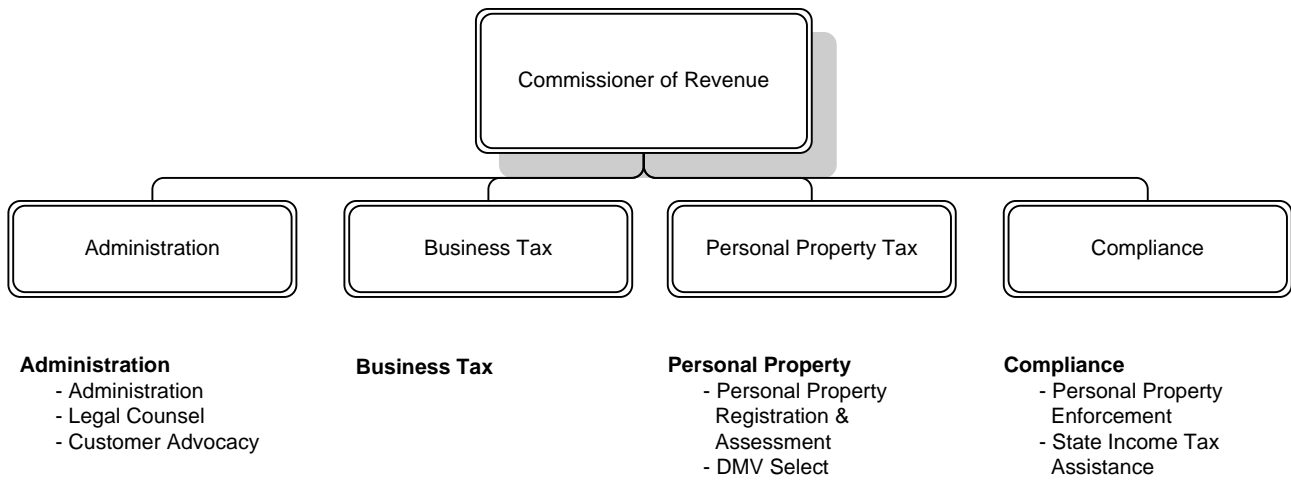 Commissioner of Revenue
Administration
Business Tax
Personal Property Tax
Compliance
Administration
- Administration
- Legal Counsel
- Customer Advocacy
Business Tax
Personal Property
- Personal Property
Registration &
Assessment
- DMV Select
Compliance
- Personal Property
Enforcement
- State Income Tax
Assistance